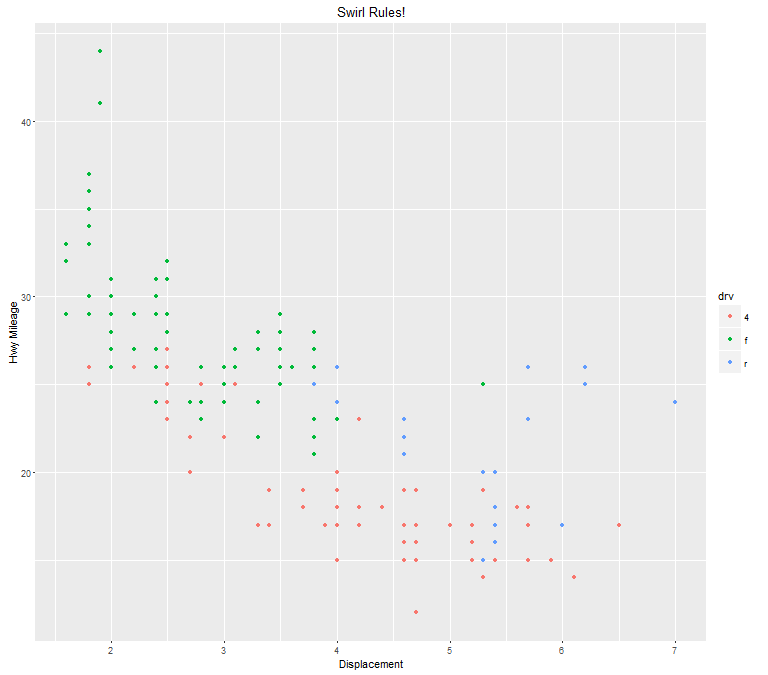 Swirl Rules!
40
30
20
Hwy Mileage
2 3 4 5 6 7
Displacement
drv
4
f
r